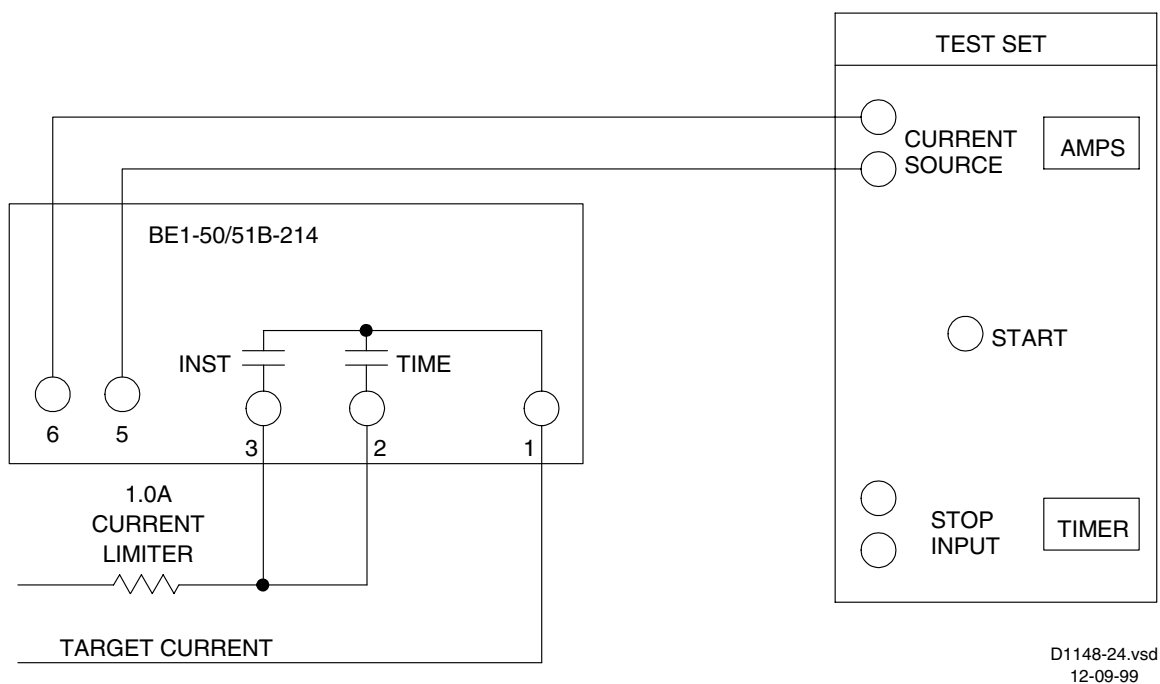 TEST SET
CURRENT
SOURCE
AMPS
BE1-50/51B-214
START
INST
TIME
6
5
3
2
1
1.0A
CURRENT
LIMITER
STOP
INPUT
TIMER
TARGET CURRENT
D1148-24.vsd
12-09-99